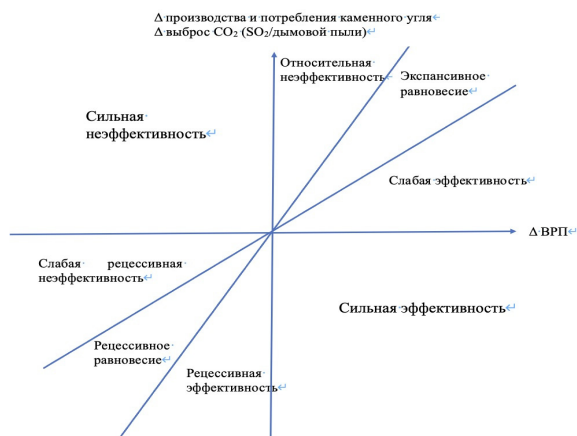 Δ производства и потребления каменного угля
Δ выброс CO₂ (SO₂/дымовой пыли)
Относительная
неэффективность
Экспансивное
равновесие
Сильная
неэффективность
Слабая эффективность
Δ ВРП
Слабая рецессивная
неэффективность
Сильная эффективность
Рецессивное
равновесие
Рецессивная
эффективность